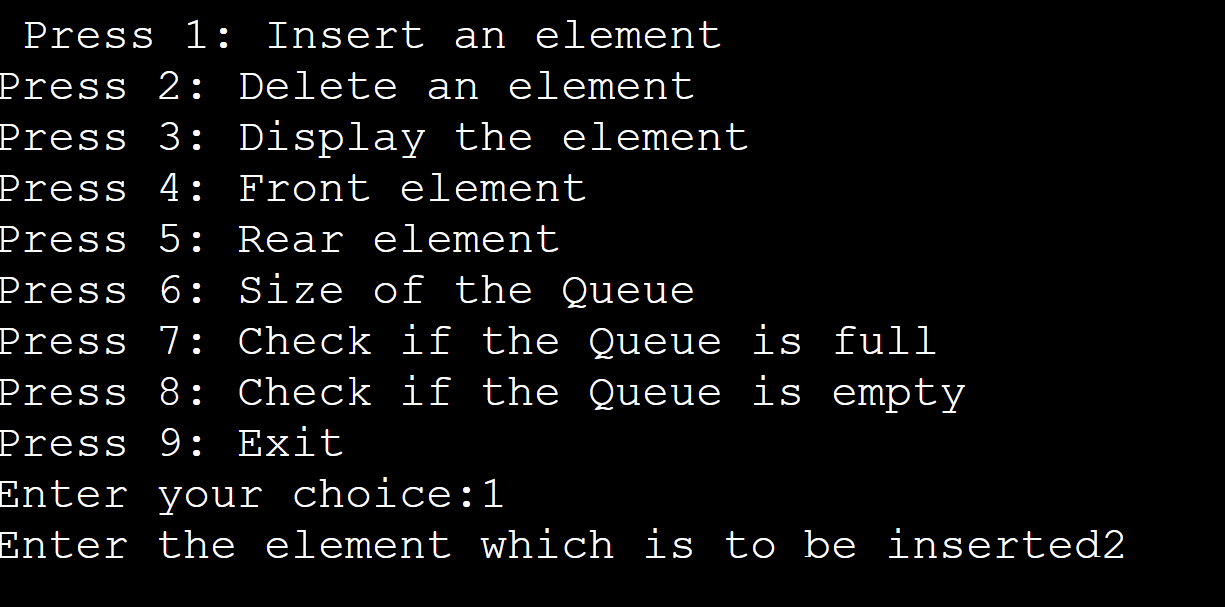 Press 1: Insert an element
Press 2: Delete an element
Press 3: Display the element
Press 4: Front element
Press 5: Rear element
Press 6: Size of the Queue
Press 7: Check if the Queue is full
Press 8: Check if the Queue is empty
Press 9: Exit
Enter your choice:1
Enter the element which is to be inserted2